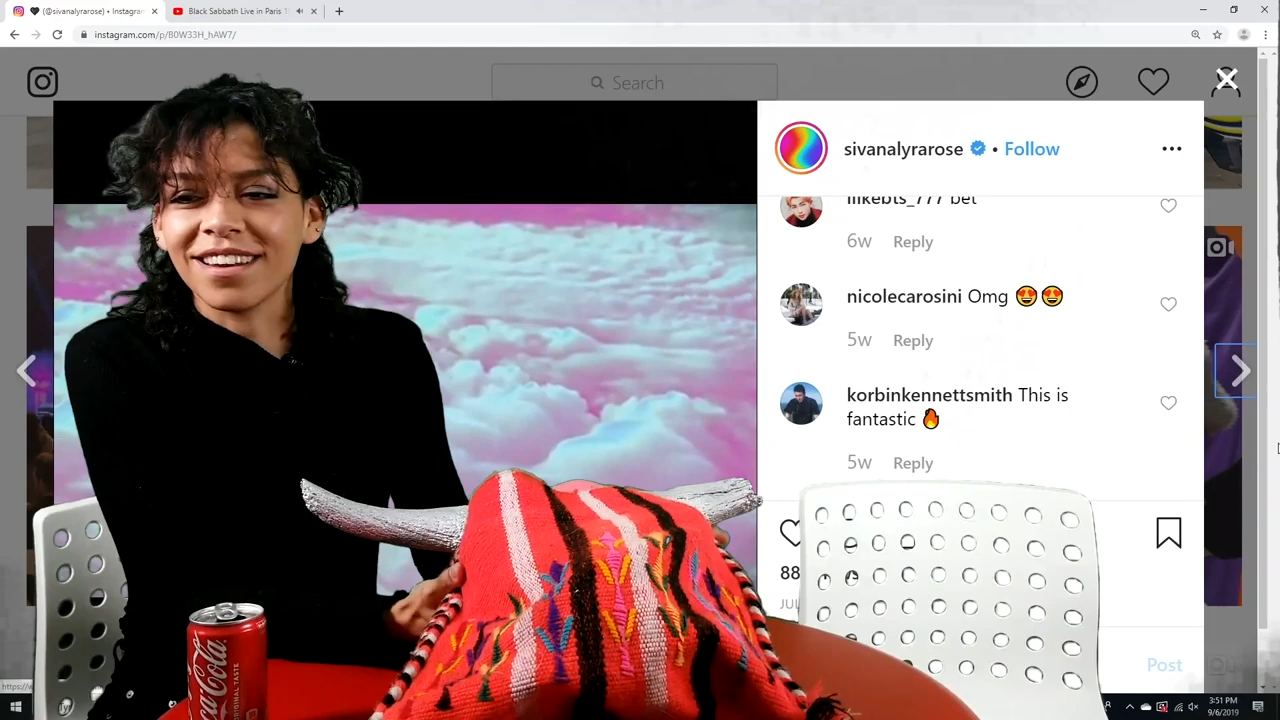 (@sivanalyrarose) • Instagram
Black Sabbath Live in Paris 1
instagram.com/p/B0W33H_hAW7/
Search
sivanalyrarose • Follow
bet
6w Reply
nicolecarosini Omg 😍😍
5w Reply
korbinkennettsmith This is
fantastic 🔥
5w Reply
88
JUL
Post
Coca-Cola
ORIGINAL TASTE
3:51 PM
9/6/2019